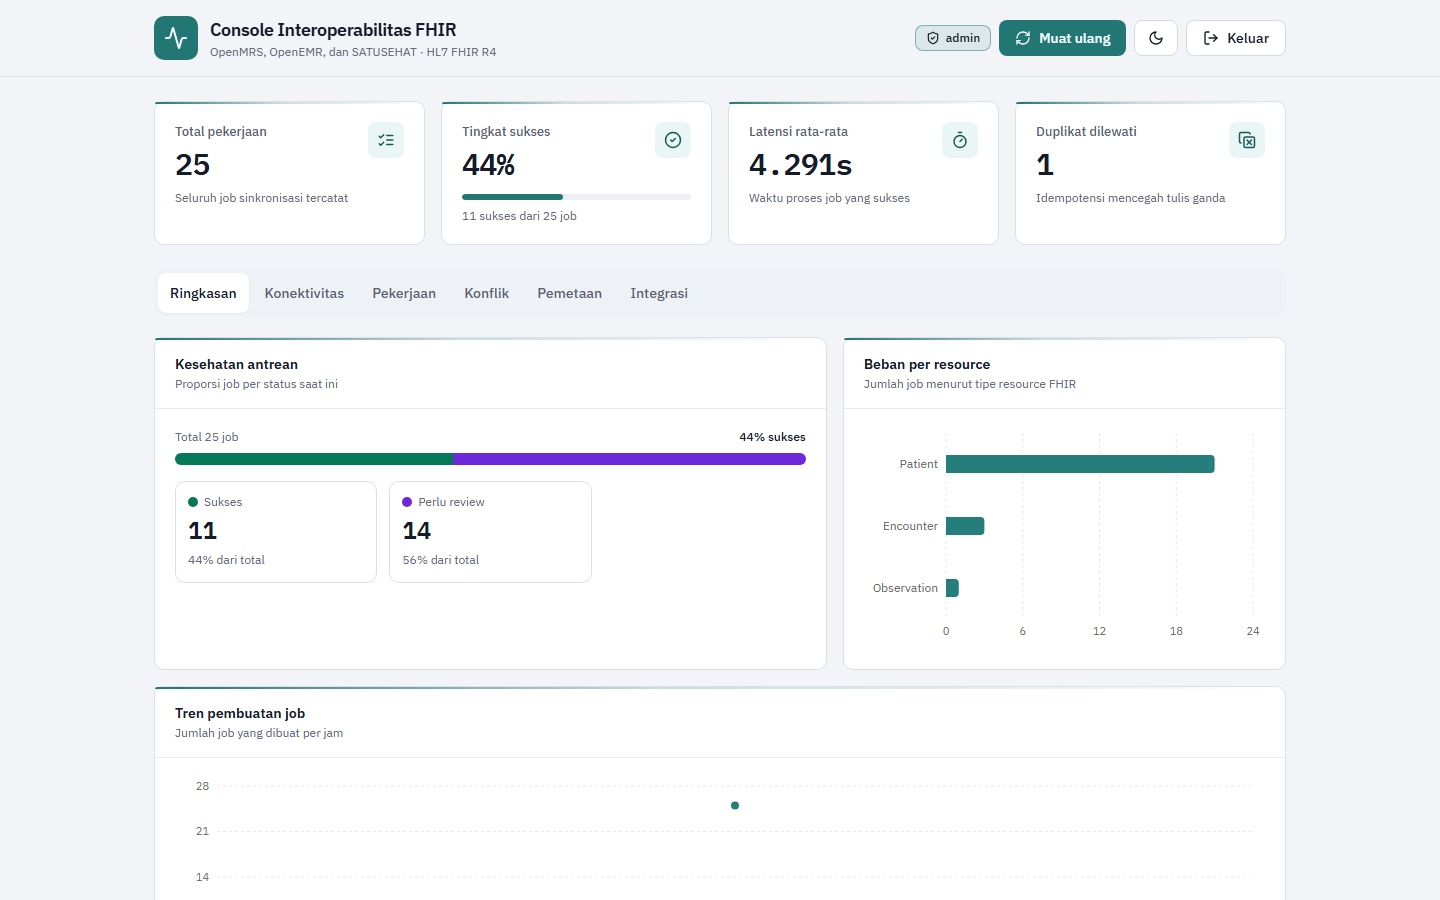 Console Interoperabilitas FHIR
OpenMRS, OpenEMR, dan SATUSEHAT · HL7 FHIR R4
admin
Muat ulang
Keluar
Total pekerjaan
25
Seluruh job sinkronisasi tercatat
Tingkat sukses
44%
11 sukses dari 25 job
Latensi rata-rata
4.291s
Waktu proses job yang sukses
Duplikat dilewati
1
Idempotensi mencegah tulis ganda
Ringkasan
Konektivitas
Pekerjaan
Konflik
Pemetaan
Integrasi
Kesehatan antrean
Proporsi job per status saat ini
Total 25 job
44% sukses
Sukses
11
44% dari total
Perlu review
14
56% dari total
Beban per resource
Jumlah job menurut tipe resource FHIR
Patient
Encounter
Observation
0 6 12 18 24
Tren pembuatan job
Jumlah job yang dibuat per jam
28
21
14